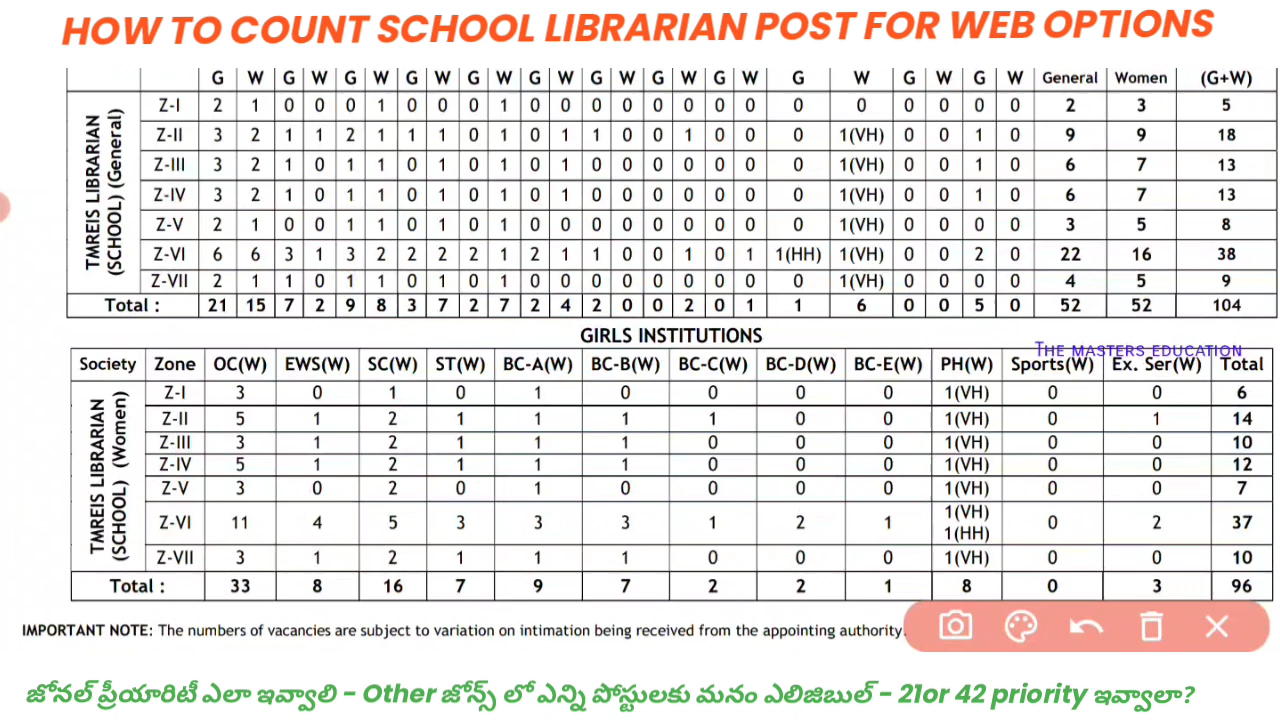 HOW TO COUNT SCHOOL LIBRARIAN POST FOR WEB OPTIONS
G W G W G W G W G W G W G W G W G W G W G W G W General Women (G+W)
TMREIS LIBRARIAN (SCHOOL) (General)
Z-I 2 1 0 0 0 1 0 0 0 1 0 0 0 0 0 0 0 0 0 0 0 0 0 0 2 3 5
Z-II 3 2 1 1 2 1 1 1 0 1 0 1 1 0 0 1 0 0 0 1(VH) 0 0 1 0 9 9 18
Z-III 3 2 1 0 1 1 0 1 0 1 0 1 0 0 0 0 0 0 0 1(VH) 0 0 1 0 6 7 13
Z-IV 3 2 1 0 1 1 0 1 0 1 0 1 0 0 0 0 0 0 0 1(VH) 0 0 1 0 6 7 13
Z-V 2 1 0 0 1 1 0 1 0 1 0 0 0 0 0 0 0 0 0 1(VH) 0 0 0 0 3 5 8
Z-VI 6 6 3 1 3 2 2 2 2 1 2 1 1 0 0 1 0 1 1(HH) 1(VH) 0 0 2 0 22 16 38
Z-VII 2 1 1 0 1 1 0 1 0 1 0 0 0 0 0 0 0 0 0 1(VH) 0 0 0 0 4 5 9
Total : 21 15 7 2 9 8 3 7 2 7 2 4 2 0 0 2 0 1 1 6 0 0 5 0 52 52 104
GIRLS INSTITUTIONS
THE MASTERS EDUCATION
Society Zone OC(W) EWS(W) SC(W) ST(W) BC-A(W) BC-B(W) BC-C(W) BC-D(W) BC-E(W) PH(W) Sports(W) Ex. Ser(W) Total
TMREIS LIBRARIAN (SCHOOL) (Women)
Z-I 3 0 1 0 1 0 0 0 0 1(VH) 0 0 6
Z-II 5 1 2 1 1 1 1 0 0 1(VH) 0 1 14
Z-III 3 1 2 1 1 1 0 0 0 1(VH) 0 0 10
Z-IV 5 1 2 1 1 1 0 0 0 1(VH) 0 0 12
Z-V 3 0 2 0 1 0 0 0 0 1(VH) 0 0 7
Z-VI 11 4 5 3 3 3 1 2 1 1(VH) 1(HH) 0 2 37
Z-VII 3 1 2 1 1 1 0 0 0 1(VH) 0 0 10
Total : 33 8 16 7 9 7 2 2 1 8 0 3 96
IMPORTANT NOTE: The numbers of vacancies are subject to variation on intimation being received from the appointing authority.
జోనల్ ప్రీయారిటీ ఎలా ఇవ్వాలి - Other జోన్స్ లో ఎన్ని పోస్టులకు మనం ఎలిజిబుల్ - 21or 42 priority ఇవ్వాలా?